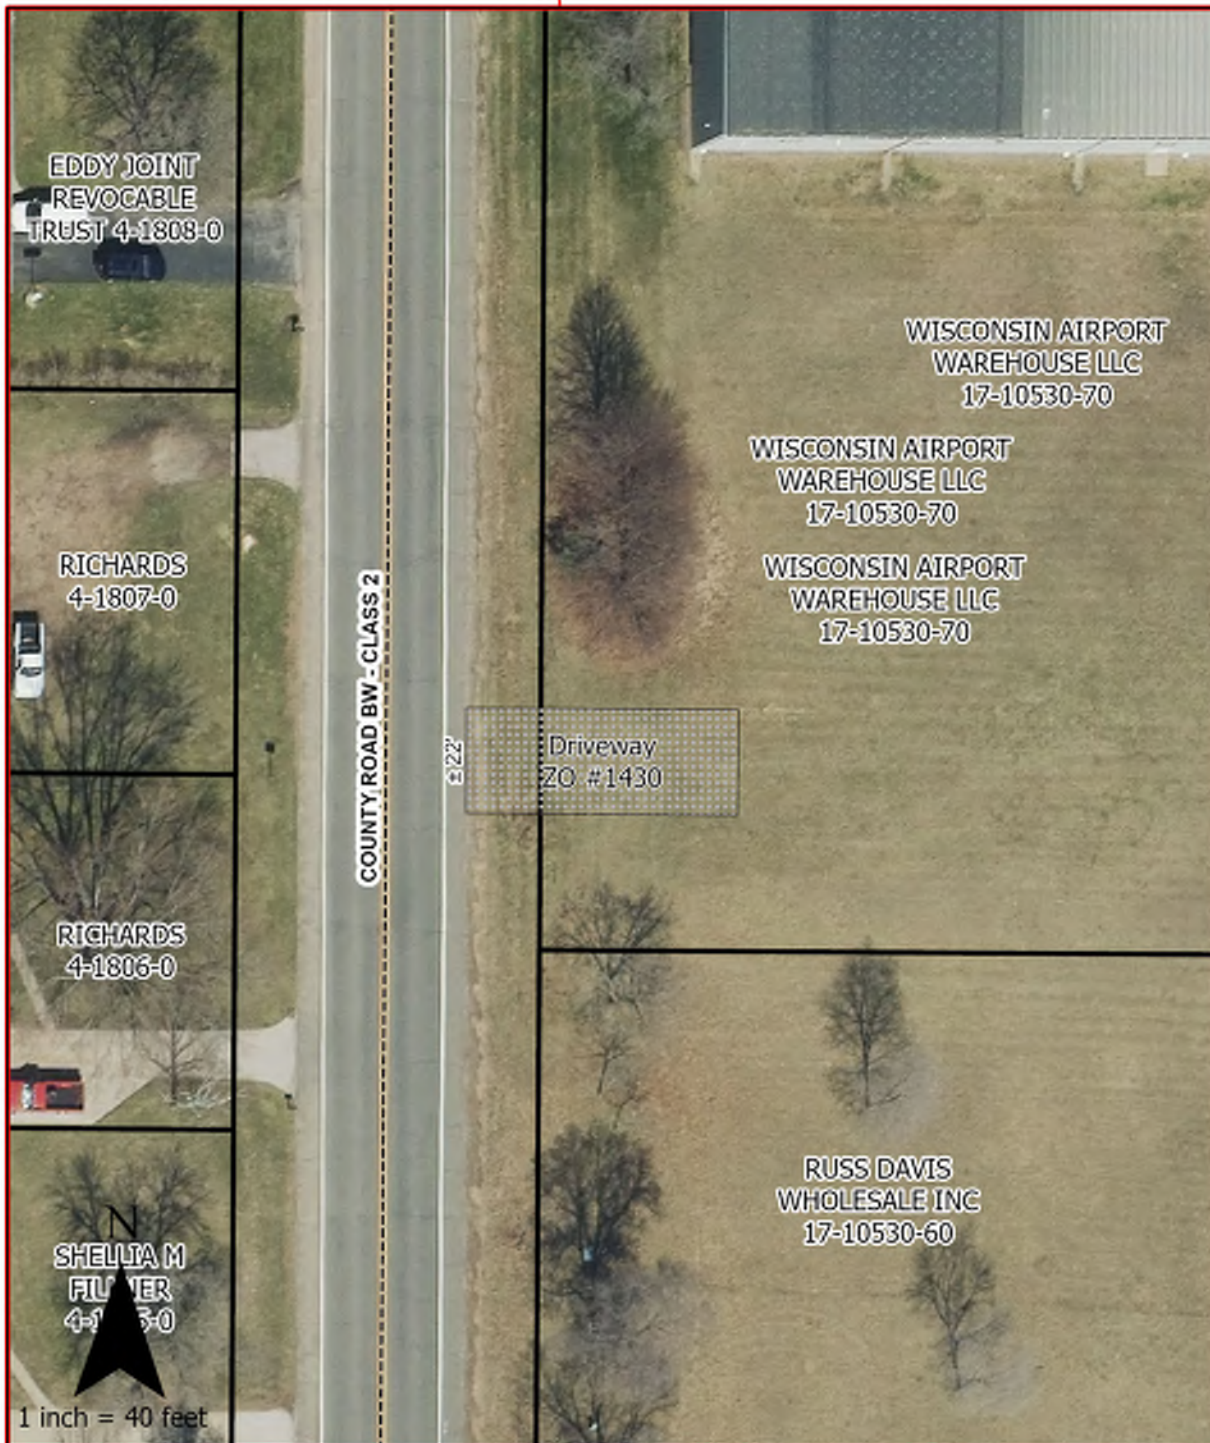 EDDY JOINT
REVOCABLE
TRUST 4-1808-0
WISCONSIN AIRPORT
WAREHOUSE LLC
17-10530-70
WISCONSIN AIRPORT
WAREHOUSE LLC
17-10530-70
WISCONSIN AIRPORT
WAREHOUSE LLC
17-10530-70
RICHARDS
4-1807-0
COUNTY ROAD BW - CLASS 2
±22'
Driveway
ZO #1430
RICHARDS
4-1806-0
RUSS DAVIS
WHOLESALE INC
17-10530-60
N
SHELLIA M
1 inch = 40 feet